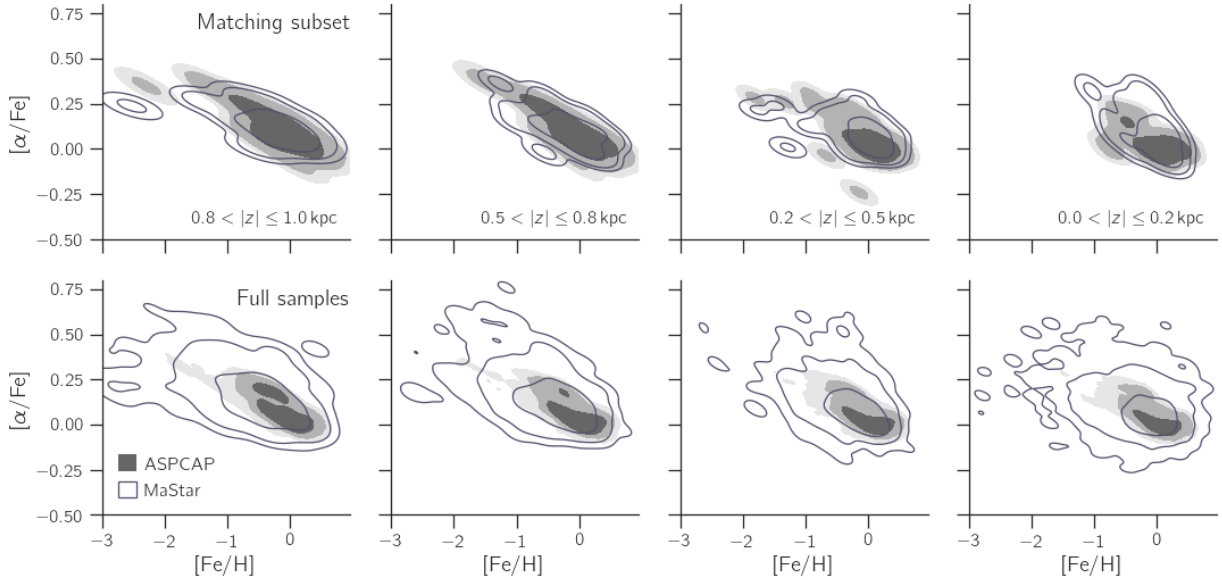 0.75
0.50
0.25
0.00
−0.25
−0.50
[α/Fe]
Matching subset
0.8 < |z| ≤ 1.0 kpc
0.5 < |z| ≤ 0.8 kpc
0.2 < |z| ≤ 0.5 kpc
0.0 < |z| ≤ 0.2 kpc
0.75
0.50
0.25
0.00
−0.25
−0.50
[α/Fe]
Full samples
ASPCAP
MaStar
−3 −2 −1 0
−3 −2 −1 0
−3 −2 −1 0
−3 −2 −1 0
[Fe/H]
[Fe/H]
[Fe/H]
[Fe/H]